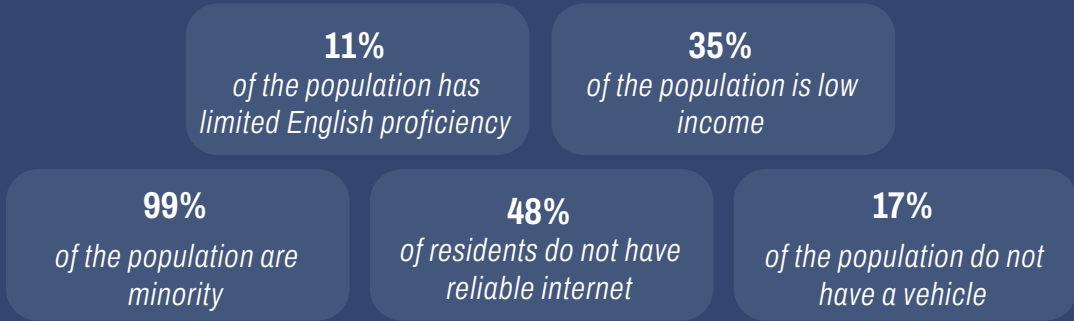 11%
of the population has
limited English proficiency
35%
of the population is low
income
99%
of the population are
minority
48%
of residents do not have
reliable internet
17%
of the population do not
have a vehicle